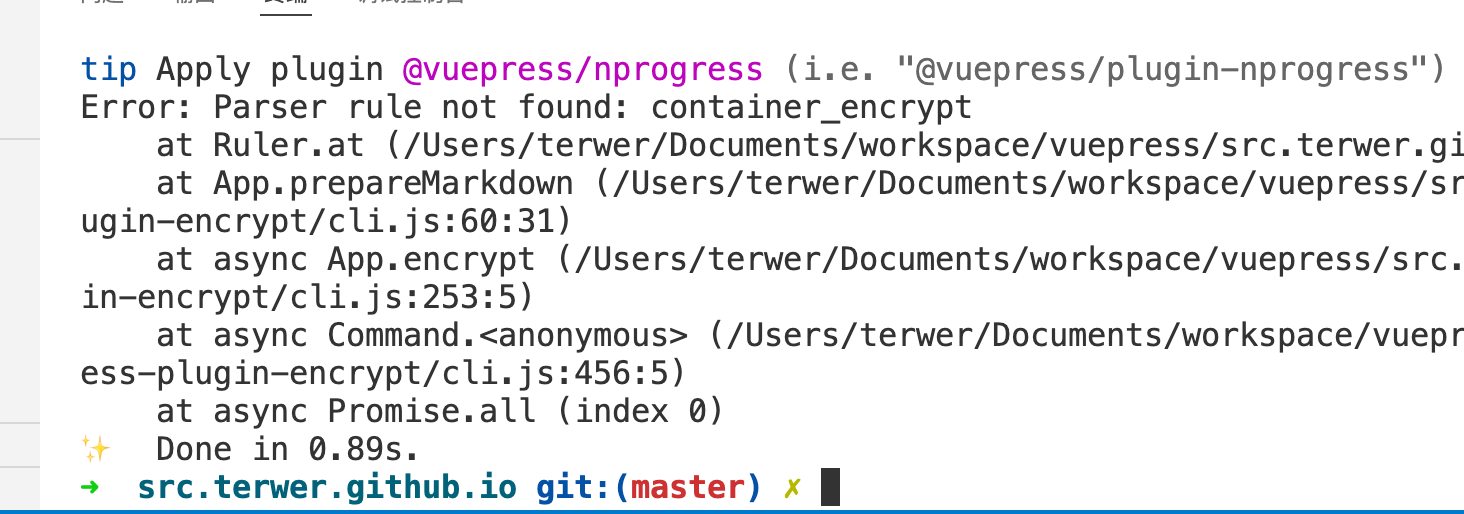 tip Apply plugin @vuepress/nprogress (i.e. "@vuepress/plugin-nprogress")
Error: Parser rule not found: container_encrypt
at Ruler.at (/Users/terwer/Documents/workspace/vuepress/src.terwer.gi
at App.prepareMarkdown (/Users/terwer/Documents/workspace/vuepress/sr
ugin-encrypt/cli.js:60:31)
at async App.encrypt (/Users/terwer/Documents/workspace/vuepress/src.
in-encrypt/cli.js:253:5)
at async Command.<anonymous> (/Users/terwer/Documents/workspace/vuepr
ess-plugin-encrypt/cli.js:456:5)
at async Promise.all (index 0)
✨ Done in 0.89s.
➜ src.terwer.github.io git:(master) ✗